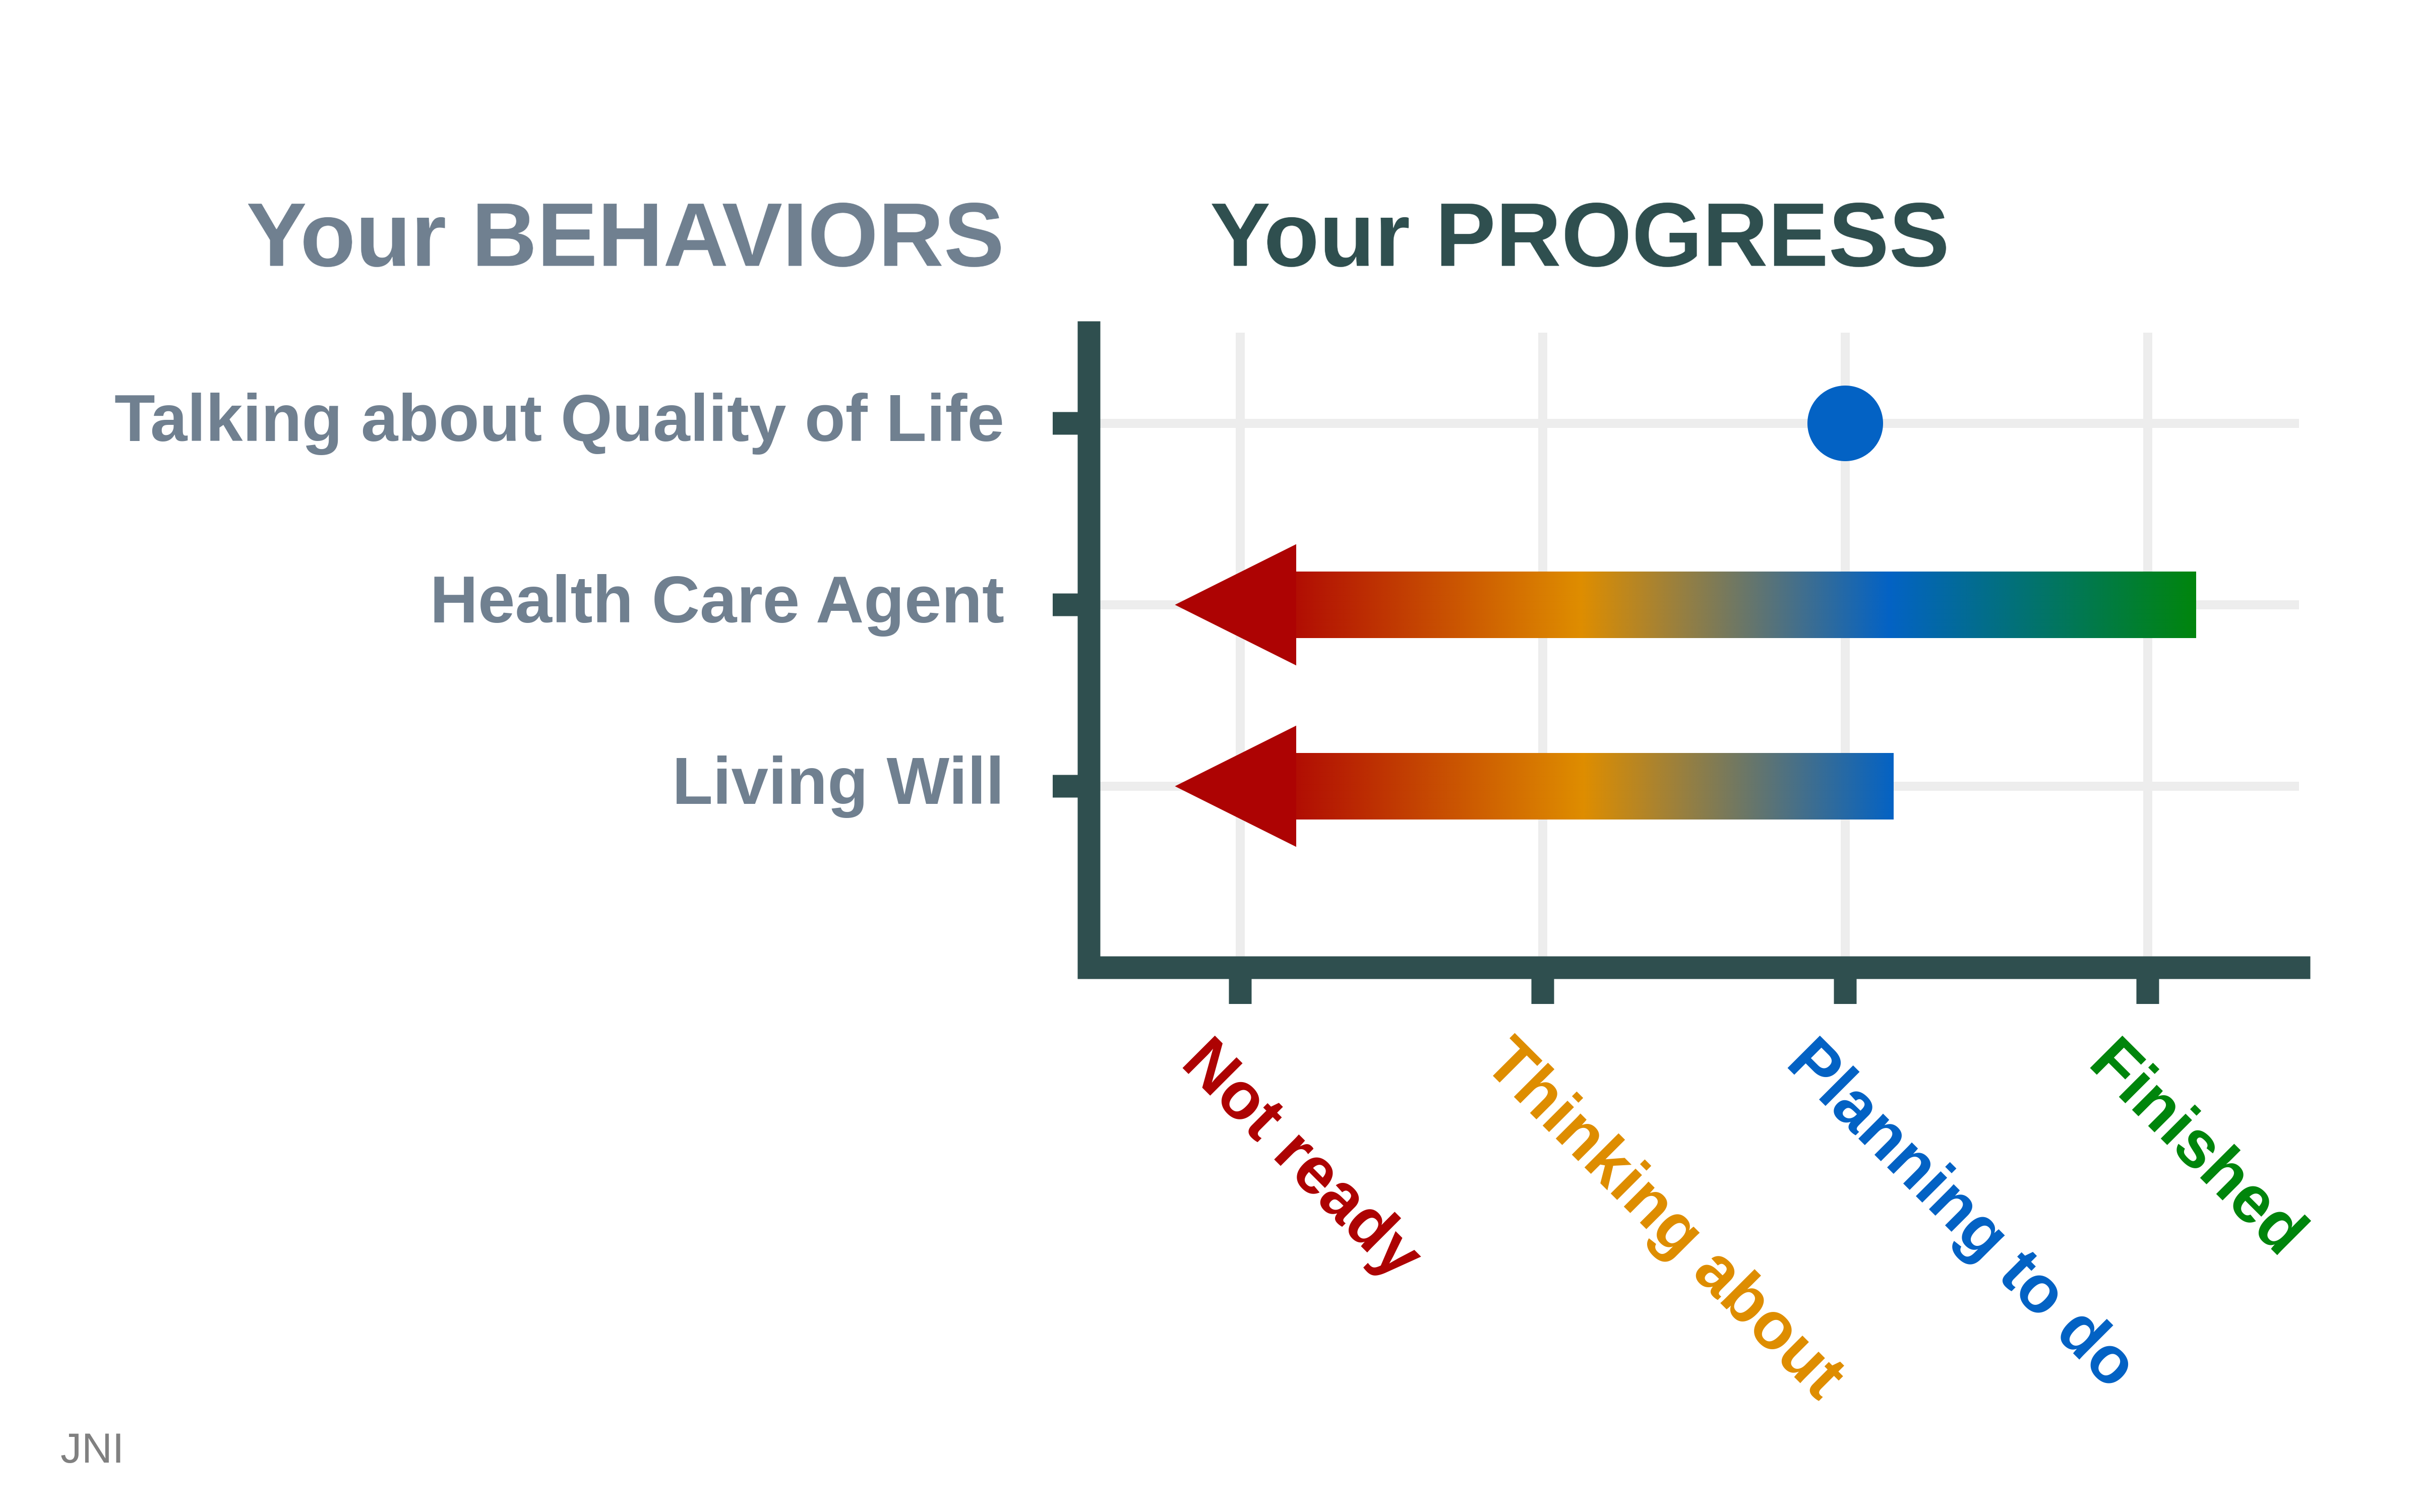 Your BEHAVIORS
Your PROGRESS
Talking about Quality of Life
Health Care Agent
Living Will
Not ready
Thinking about
Planning to do
Finished
JNI